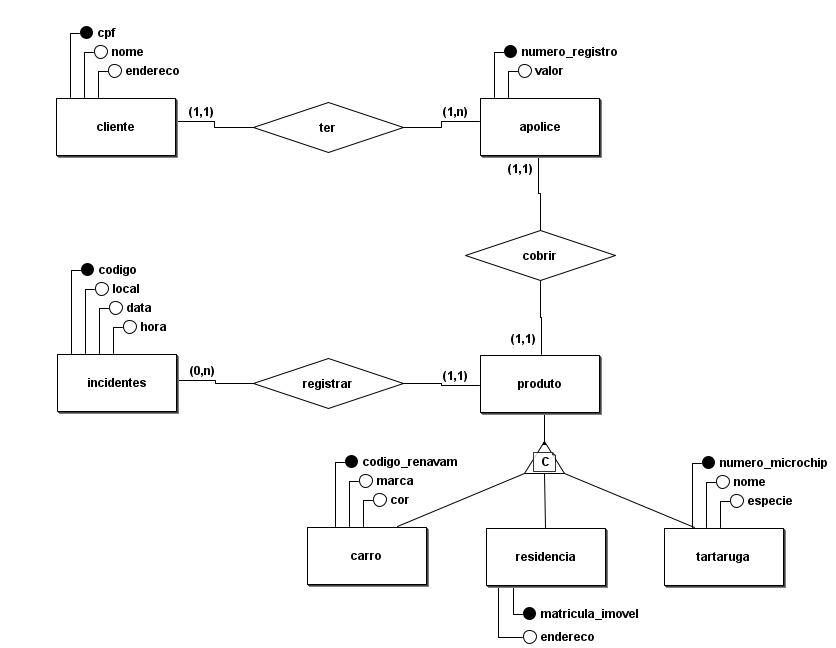 cpf
nome
endereco
cliente
(1,1)
ter
(1,n)
numero_registro
valor
apolice
(1,1)
cobrir
(1,1)
codigo
local
data
hora
incidentes
(0,n)
registrar
(1,1)
produto
C
codigo_renavam
marca
cor
carro
residencia
matricula_imovel
endereco
numero_microchip
nome
especie
tartaruga